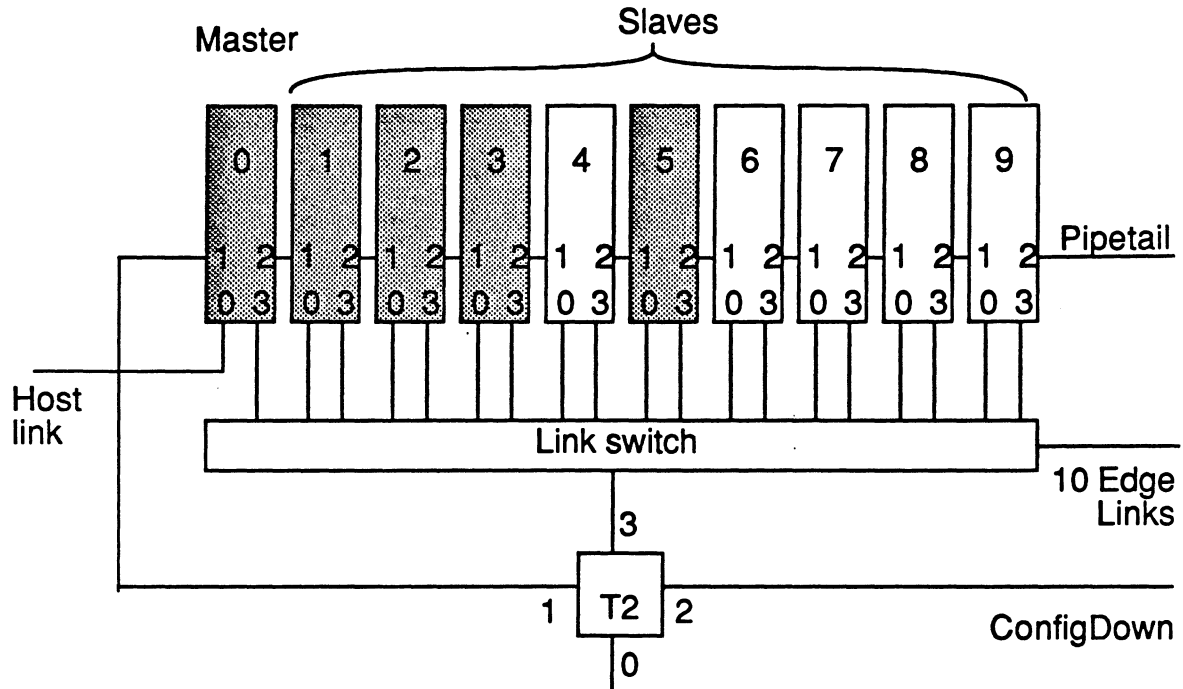 Slaves
Master
0 1 2 3 4 5 6 7 8 9
1 2 1 2 1 2 1 2 1 2 1 2 1 2 1 2 1 2 1 2
Pipetail
0 3 0 3 0 3 0 3 0 3 0 3 0 3 0 3 0 3 0 3
Host
link
Link switch
10 Edge
Links
3
1 T2 2
ConfigDown
0